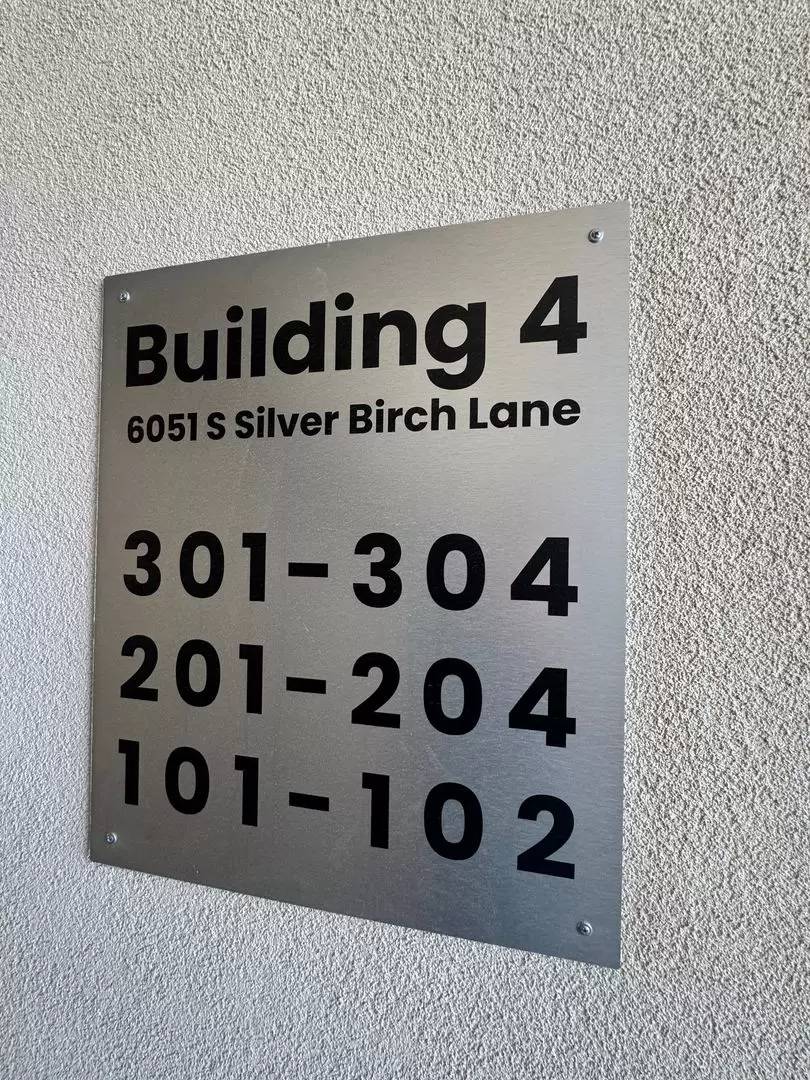 Building 4
6051 S Silver Birch Lane
301-304
201-204
101-102